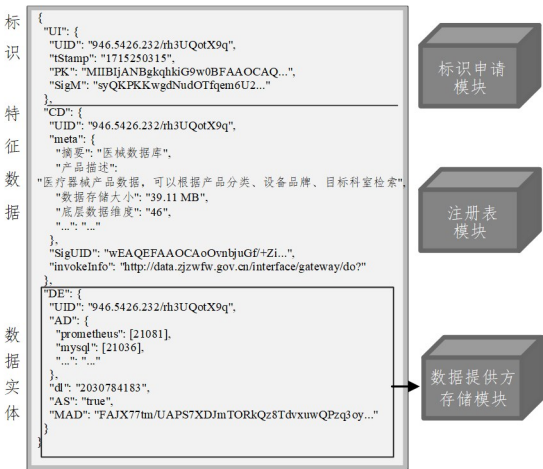 标识
特征数据
数据实体
{
"UI": {
"UID": "946.5426.232/rh3UQotX9q",
"tStamp": "1715250315",
"PK": "MIIBIjANBgkqhkiG9w0BFAAOCAQ...",
"SigM": "syQKPKKwgdNudOTfqem6U2..."
},
"CD": {
"UID": "946.5426.232/rh3UQotX9q",
"meta": {
"摘要": "医械数据库",
"产品描述":
"医疗器械产品数据，可以根据产品分类、设备品牌、目标科室检索",
"数据存储大小": "39.11 MB",
"底层数据维度": "46",
"...": "..."
},
"SigUID": "wEAQEFAAOCAoOvnbjuGf/+Zi...",
"invokeInfo": "http://data.zjzwfw.gov.cn/interface/gateway/do?"
},
"DE": {
"UID": "946.5426.232/rh3UQotX9q",
"AD": {
"prometheus": [21081],
"mysql": [21036],
"...": "..."
},
"dl": "2030784183",
"AS": "true",
"MAD": "FAJX77tm/UAPS7XDJmTORkQz8TdvxuwQPzq3oy..."
}
}
标识申请
模块
注册表
模块
数据提供方
存储模块